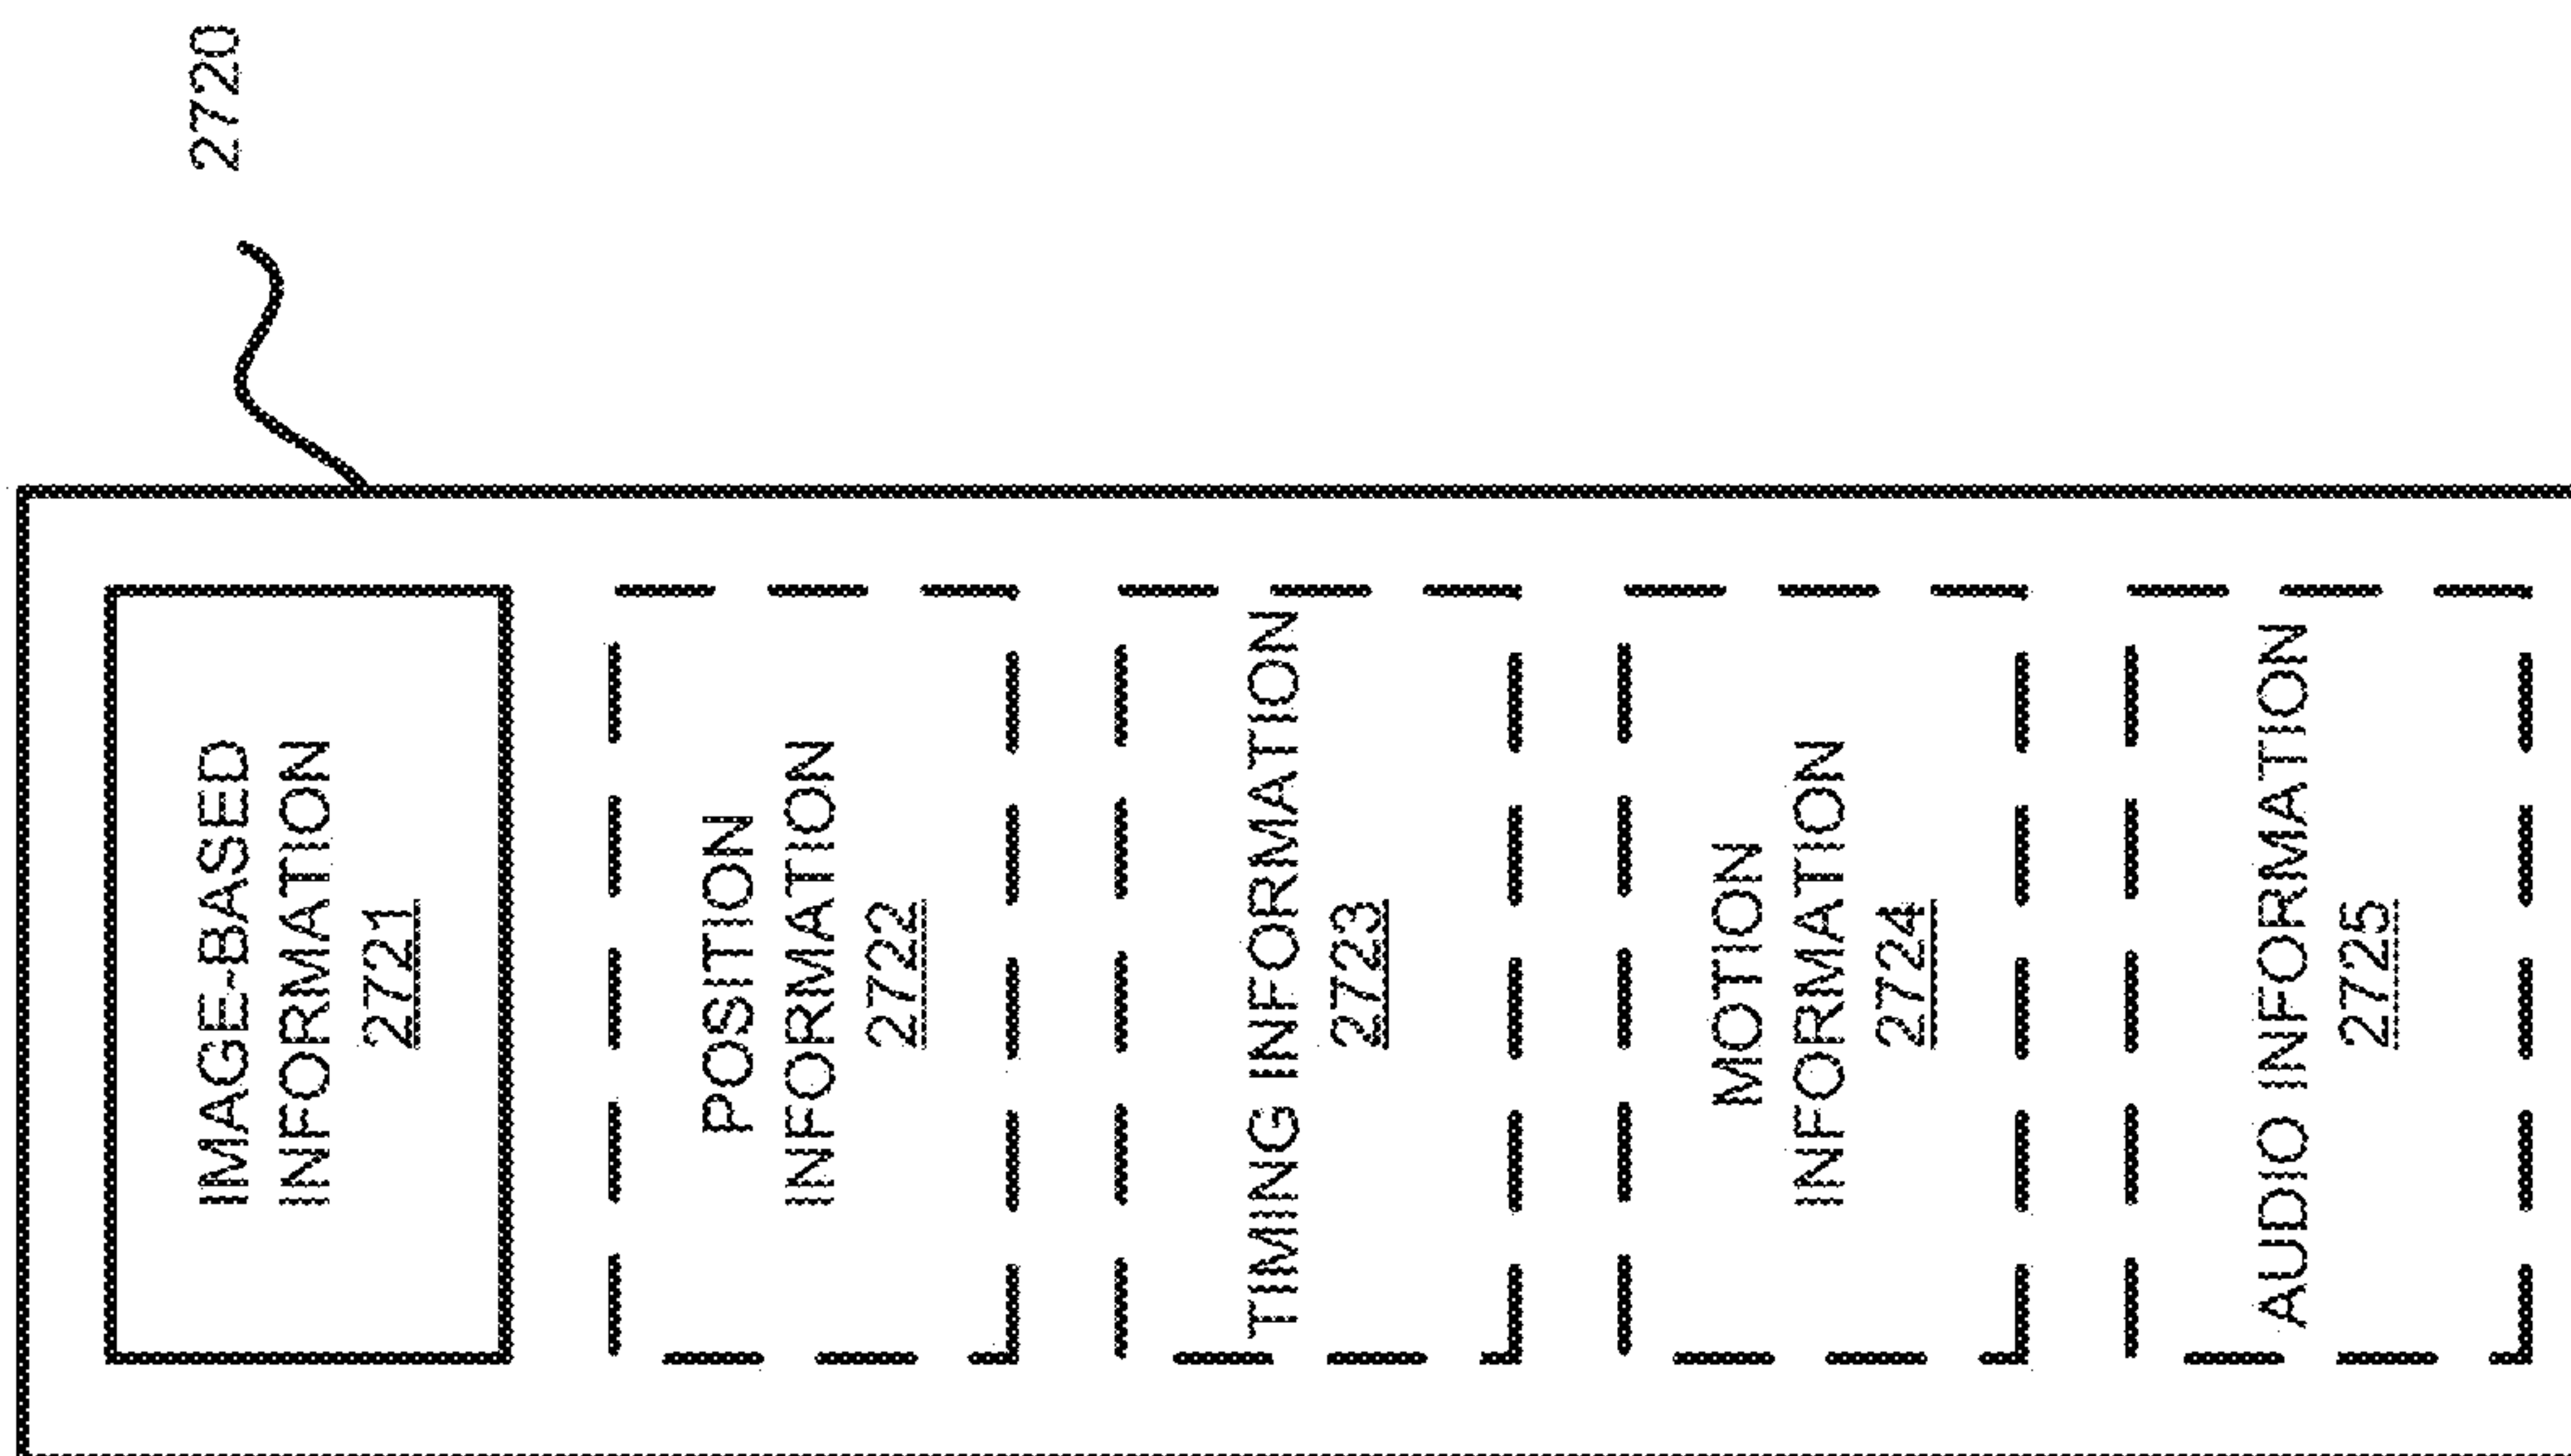 2720
IMAGE-BASED
INFORMATION
2721
POSITION
INFORMATION
2722
TIMING INFORMATION
2723
MOTION
INFORMATION
2724
AUDIO INFORMATION
2725